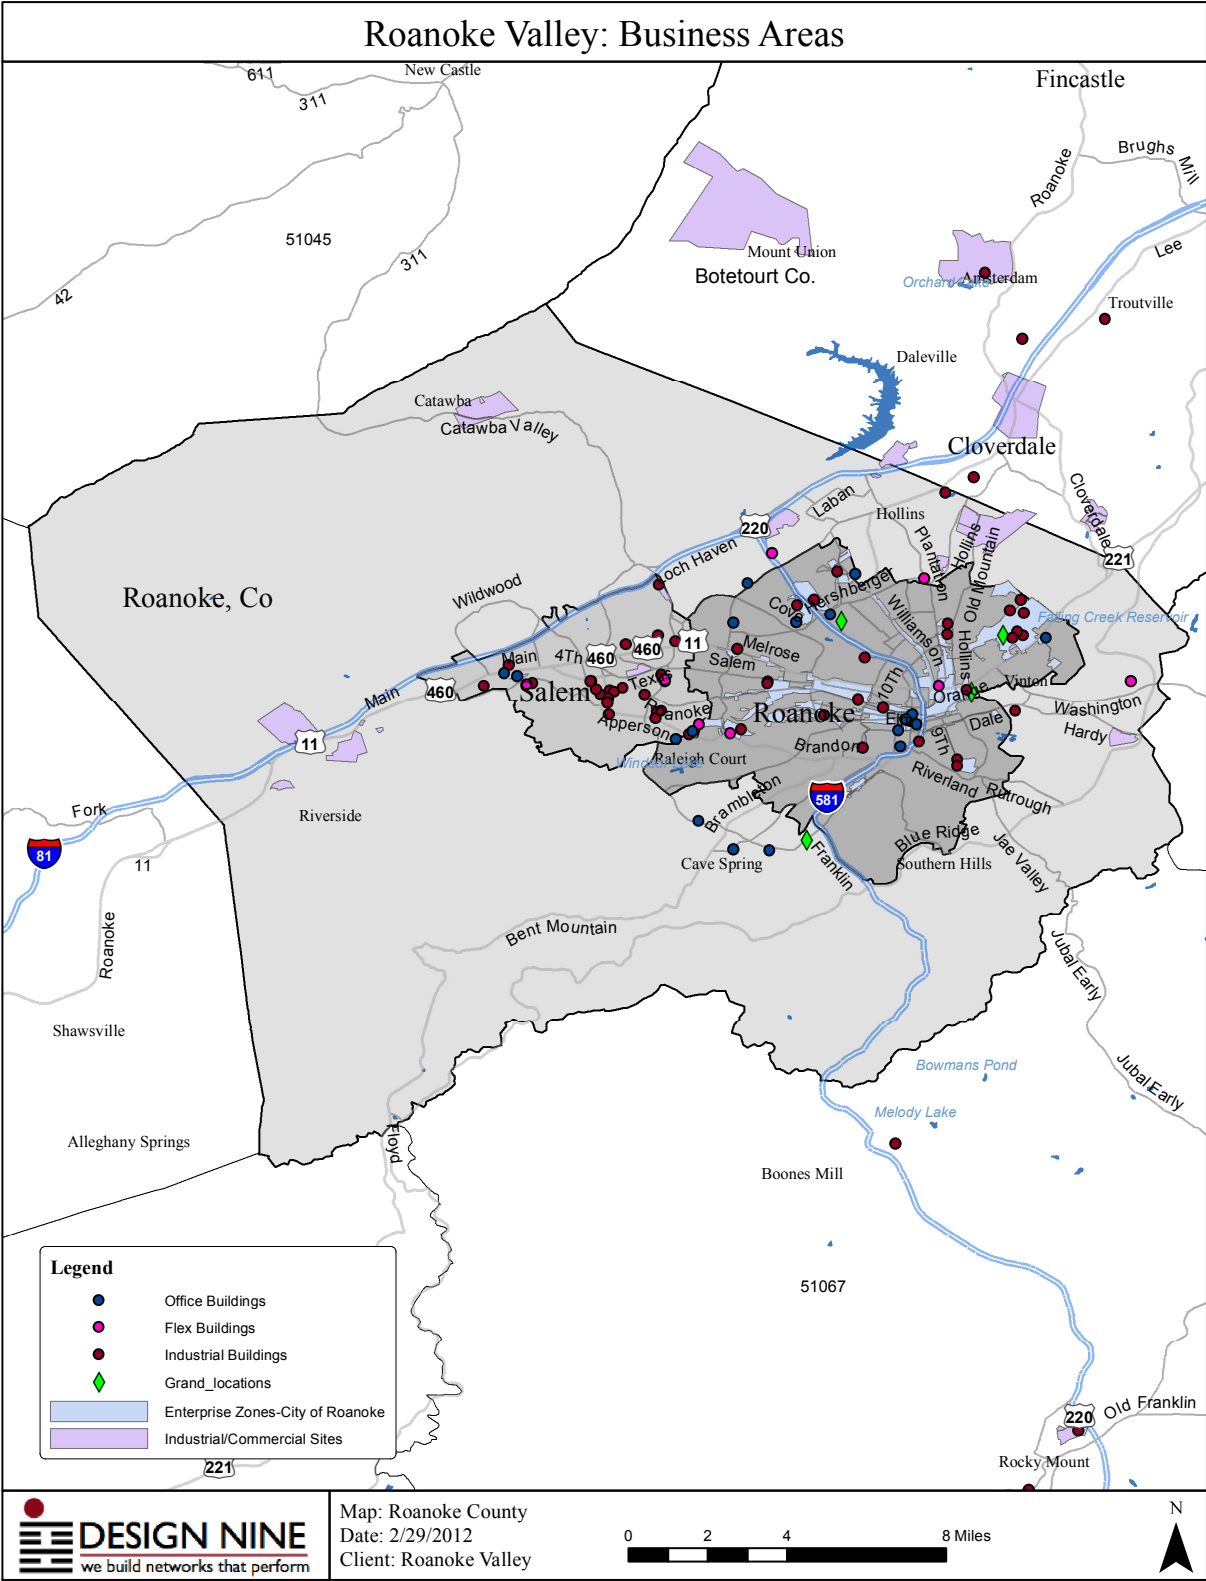 Roanoke Valley: Business Areas
611
New Castle
311
Fincastle
Brughs Mill
Roanoke
51045
311
Lee
Mount Union
Botetourt Co.
42
Orchard Lake
Amsterdam
Troutville
Daleville
Catawba
Catawba Valley
Cloverdale
Laban
Hollins
Cloverdale
220
Plantation
Hollins
Old Mountain
221
Loch Haven
Wildwood
Roanoke, Co
Cove
Hershberger
Williamson
Falling Creek Reservoir
11
460
460
4Th
Main
Melrose
Salem
Hollins
Texas
10Th
Vinton
Orange
460
Main
Salem
Roanoke
Roanoke
Washington
Apperson
Elm
Dale
Hardy
11
Brandon
9Th
Raleigh Court
Windsor Lake
Riverland
Rutrough
581
Brambleton
Fork
Riverside
Blue Ridge
81
11
Cave Spring
Franklin
Southern Hills
Jae Valley
Bent Mountain
Roanoke
Jubal Early
Shawsville
Bowmans Pond
Jubal Early
Melody Lake
Alleghany Springs
Floyd
Boones Mill
51067
Legend
Office Buildings
Flex Buildings
Industrial Buildings
Grand_locations
Enterprise Zones-City of Roanoke
Industrial/Commercial Sites
220
Old Franklin
Rocky Mount
221
DESIGN NINE
we build networks that perform
Map: Roanoke County
Date: 2/29/2012
Client: Roanoke Valley
0 2 4 8 Miles
N